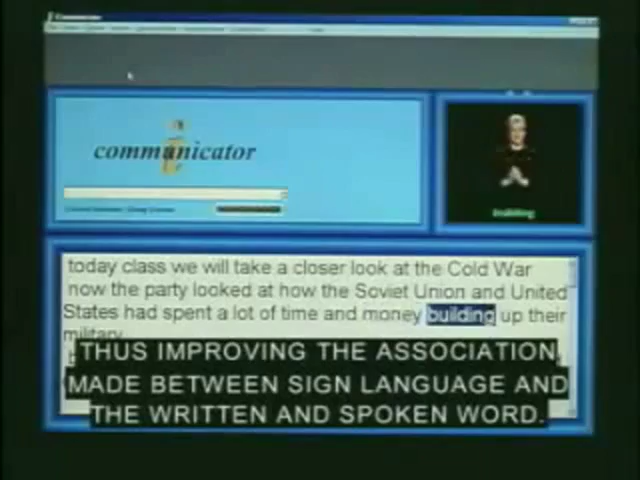 communicator
building
today class we will take a closer look at the Cold War
now the party looked at how the Soviet Union and United
States had spent a lot of time and money building up their
military
THUS IMPROVING THE ASSOCIATION
MADE BETWEEN SIGN LANGUAGE AND
THE WRITTEN AND SPOKEN WORD.